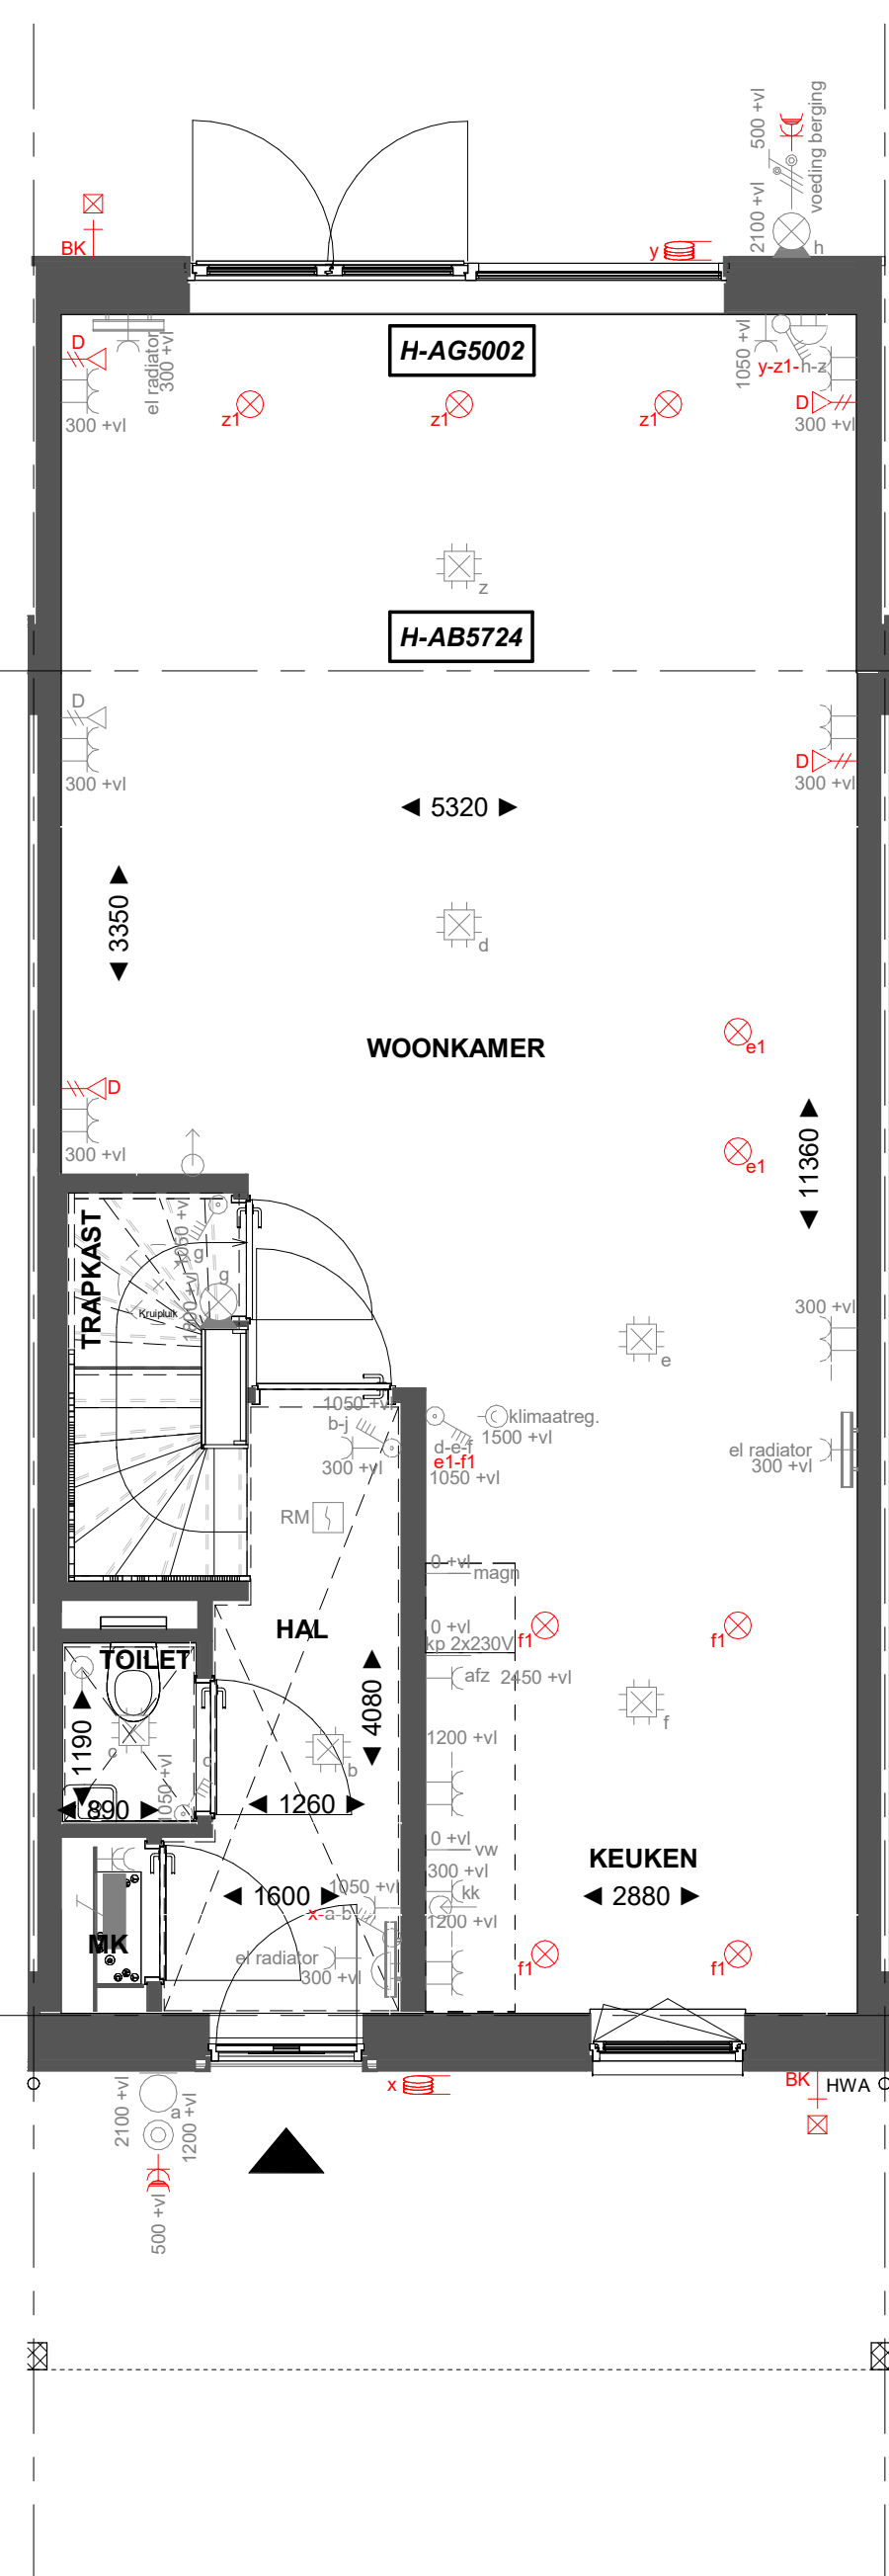 500 +vl
voeding berging
2100 +vl
BK
y
h
D
el radiator
300 +vl
H-AG5002
1050 +vl
y-z1-h-z
D
300 +vl
z1
z1
z1
300 +vl
z
H-AB5724
D
300 +vl
D
300 +vl
5320
3350
d
WOONKAMER
e1
D
300 +vl
e1
11360
TRAPKAST
1050 +vl
g
g
Kruipluik
300 +vl
e
1050 +vl
b-j
300 +vl
klimaatreg.
1500 +vl
d-e-f
e1-f1
1050 +vl
el radiator
300 +vl
RM
0 +vl
magn
HAL
0 +vl
kp 2x230V
f1
f1
TOILET
afz
2450 +vl
4080
1190
c
f
1200 +vl
b
c
1050 +vl
890
1260
0 +vl
vw
KEUKEN
300 +vl
kk
1600
1050 +vl
x-a-b
1200 +vl
2880
MK
el radiator
300 +vl
f1
f1
x
BK
HWA
2100 +vl
a
1200 +vl
500 +vl